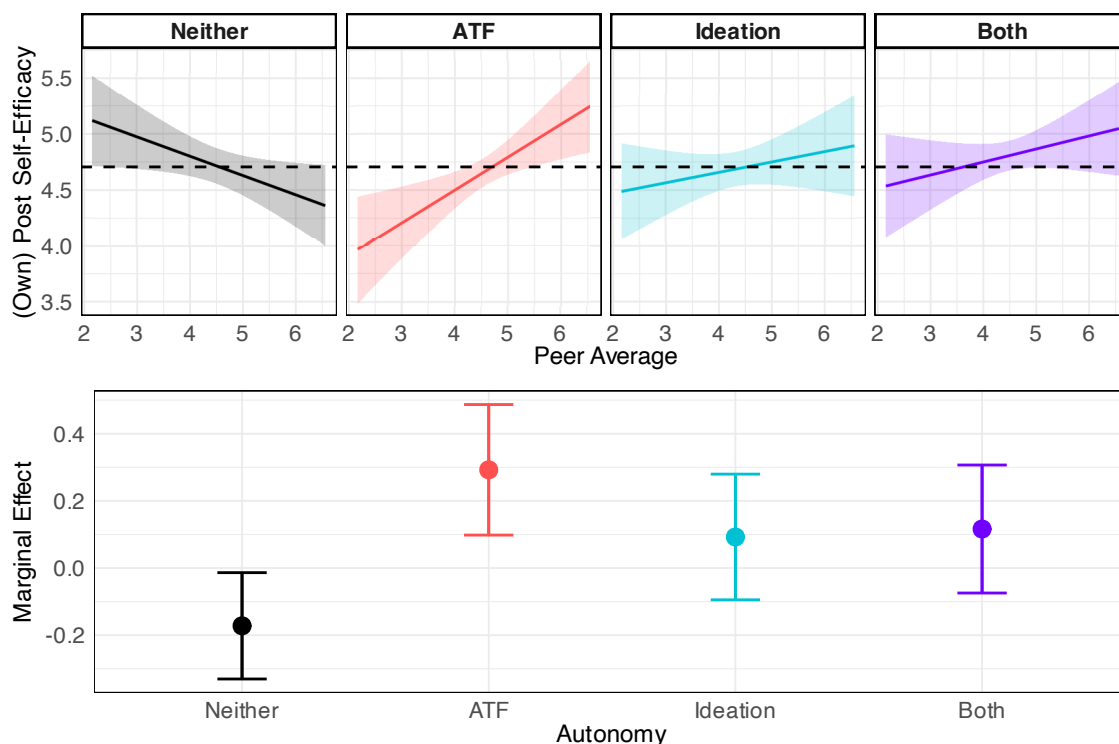 Neither ATF Ideation Both
(Own) Post Self-Efficacy
5.5
5.0
4.5
4.0
3.5
2 3 4 5 6 2 3 4 5 6 2 3 4 5 6 2 3 4 5 6
Peer Average
Marginal Effect
0.4
0.2
0.0
-0.2
Neither ATF Ideation Both
Autonomy